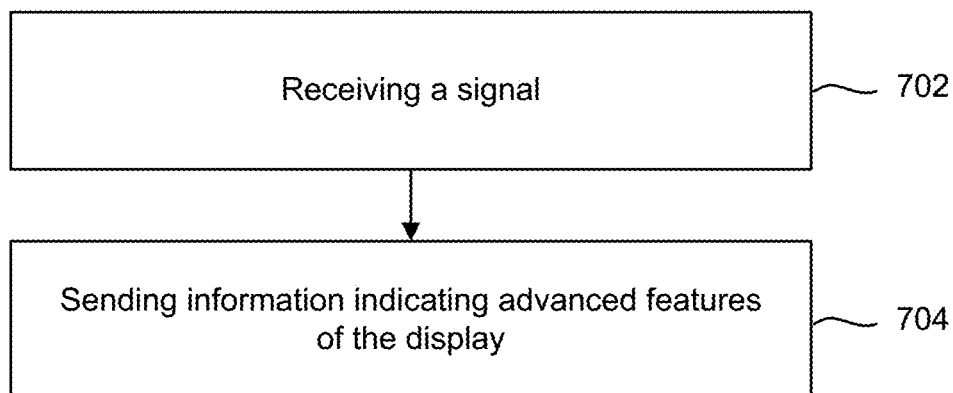 Receiving a signal
702
Sending information indicating advanced features
of the display
704